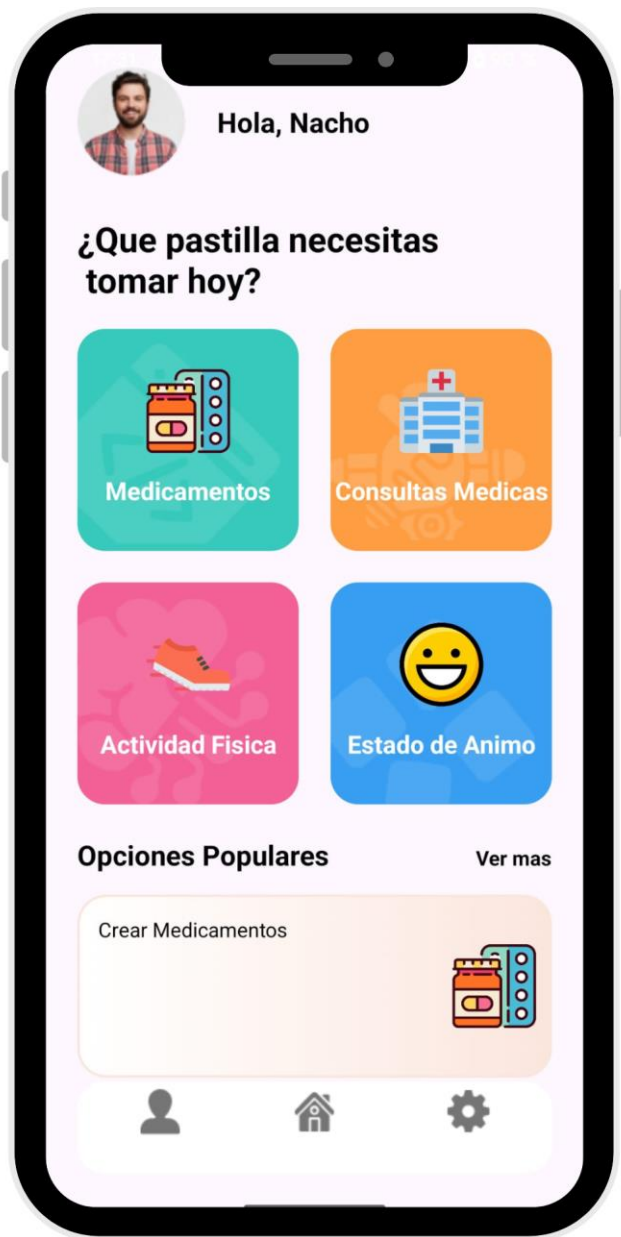 Hola, Nacho
¿Que pastilla necesitas
tomar hoy?
Medicamentos
Consultas Medicas
Actividad Fisica
Estado de Animo
Opciones Populares
Ver mas
Crear Medicamentos